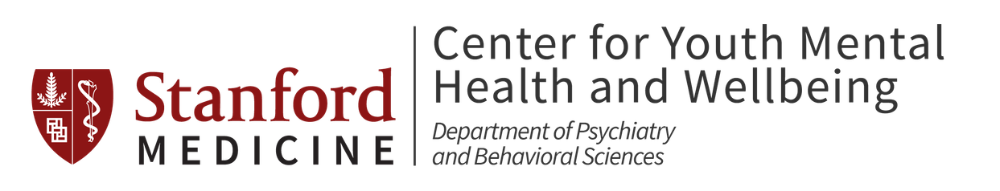 Stanford
MEDICINE
Center for Youth Mental
Health and Wellbeing
Department of Psychiatry
and Behavioral Sciences